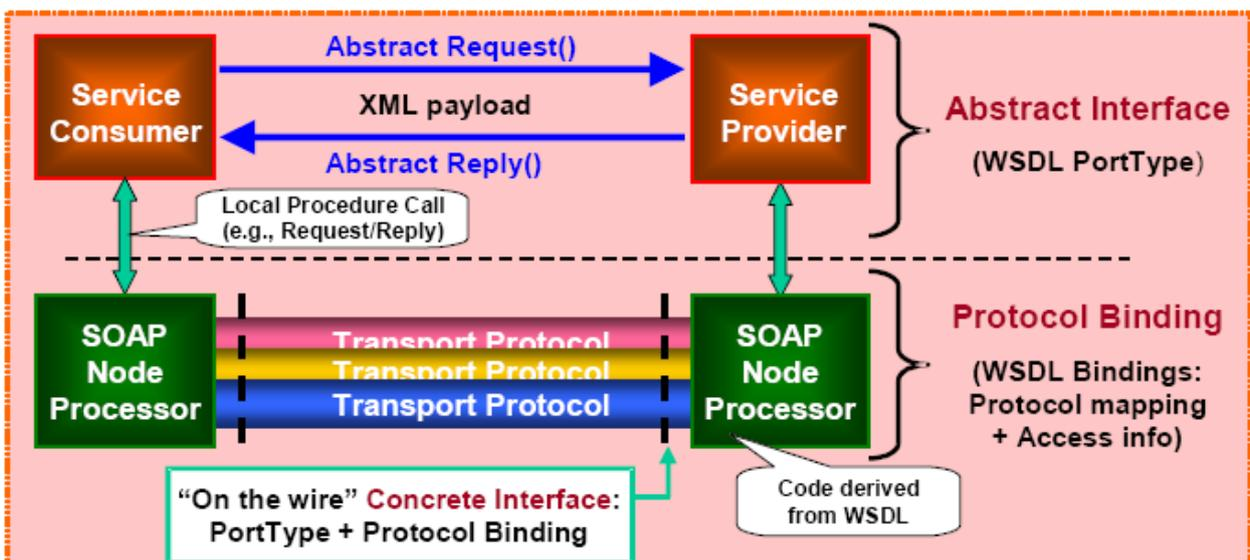 Service
Consumer
Abstract Request()
XML payload
Abstract Reply()
Service
Provider
Abstract Interface
(WSDL PortType)
Local Procedure Call
(e.g., Request/Reply)
SOAP
Node
Processor
Transport Protocol
Transport Protocol
Transport Protocol
SOAP
Node
Processor
Protocol Binding
(WSDL Bindings:
Protocol mapping
+ Access info)
“On the wire” Concrete Interface:
PortType + Protocol Binding
Code derived
from WSDL